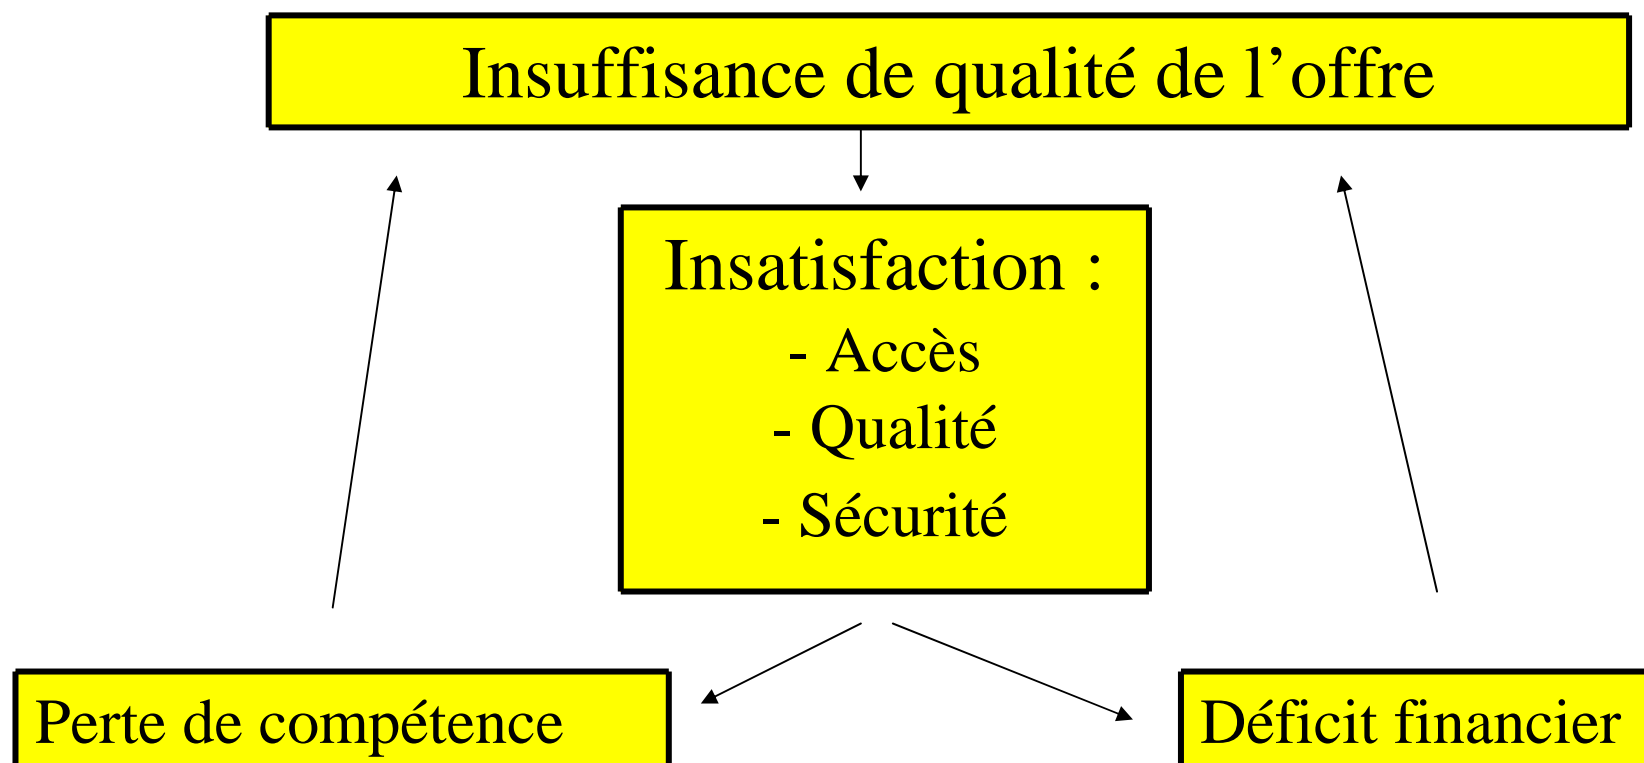 Insuffisance de qualité de l’offre
Insatisfaction :
- Accès
- Qualité
- Sécurité
Perte de compétence
Déficit financier